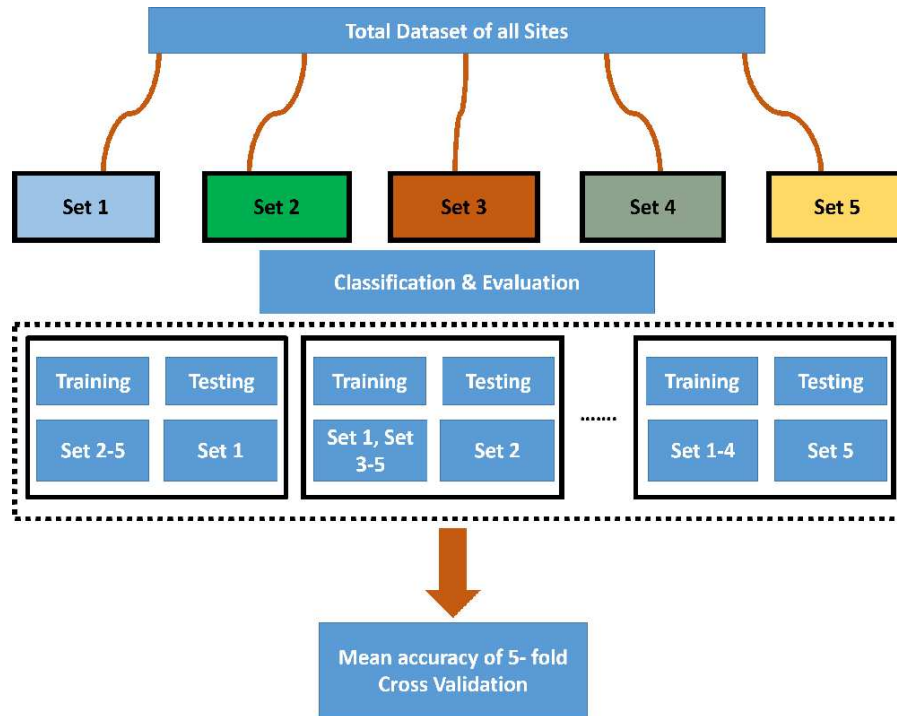 Total Dataset of all Sites
Set 1
Set 2
Set 3
Set 4
Set 5
Classification & Evaluation
Training
Testing
Set 2-5
Set 1
Training
Testing
Set 1, Set
3-5
Set 2
.......
Training
Testing
Set 1-4
Set 5
Mean accuracy of 5- fold
Cross Validation